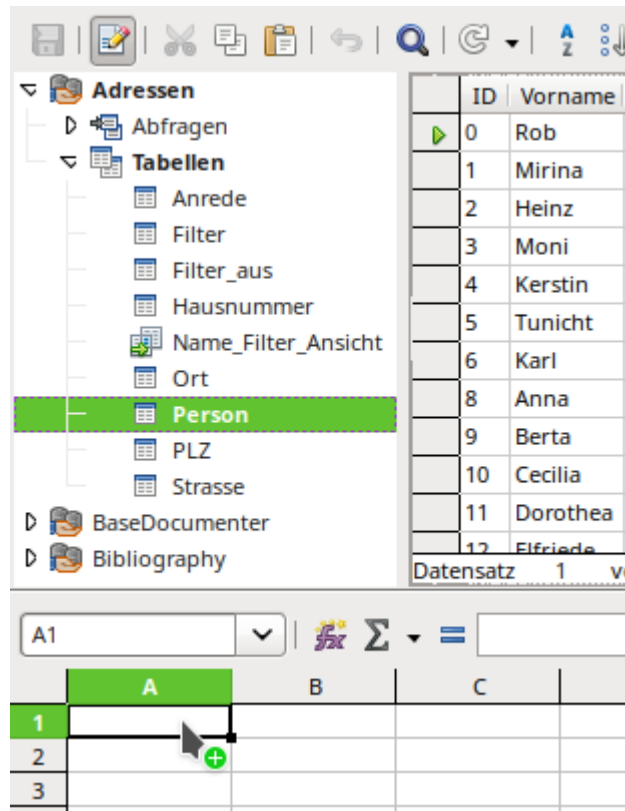 Adressen
Abfragen
Tabellen
Anrede
Filter
Filter_aus
Hausnummer
Name_Filter_Ansicht
Ort
Person
PLZ
Strasse
BaseDocumenter
Bibliography
ID Vorname
0 Rob
1 Mirina
2 Heinz
3 Moni
4 Kerstin
5 Tunicht
6 Karl
8 Anna
9 Berta
10 Cecilia
11 Dorothea
12 Elfriede
Datensatz 1
A1
A B C
1
2
3